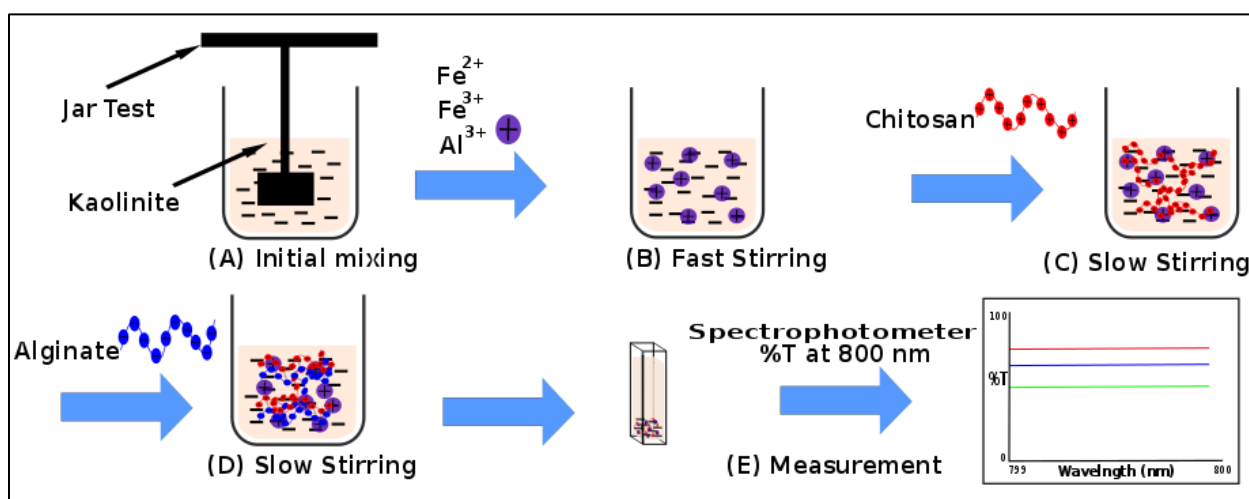 Jar Test
Kaolinite
(A) Initial mixing
Fe2+
Fe3+
Al3+
+
(B) Fast Stirring
Chitosan
(C) Slow Stirring
Alginate
(D) Slow Stirring
Spectrophotometer
%T at 800 nm
(E) Measurement
100
%T
0
799
Wavelngth (nm)
800